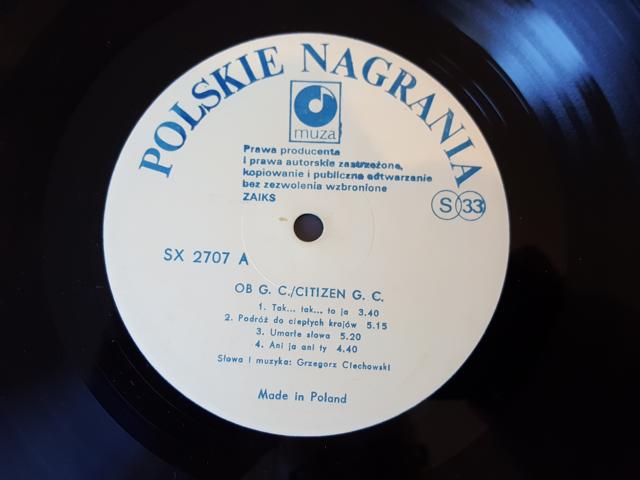 POLSKIE NAGRANIA
muza
Prawa producenta
i prawa autorskie zastrzeżone,
kopiowanie i publiczne odtwarzanie
bez zezwolenia wzbronione
ZAIKS
S 33
SX 2707 A
OB G. C./CITIZEN G. C.
1. Tak... tak... to ja 3.40
2. Podróż do ciepłych krajów 5.15
3. Umarłe słowa 5.20
4. Ani ja ani ty 4.40
Słowa i muzyka: Grzegorz Ciechowski
Made in Poland